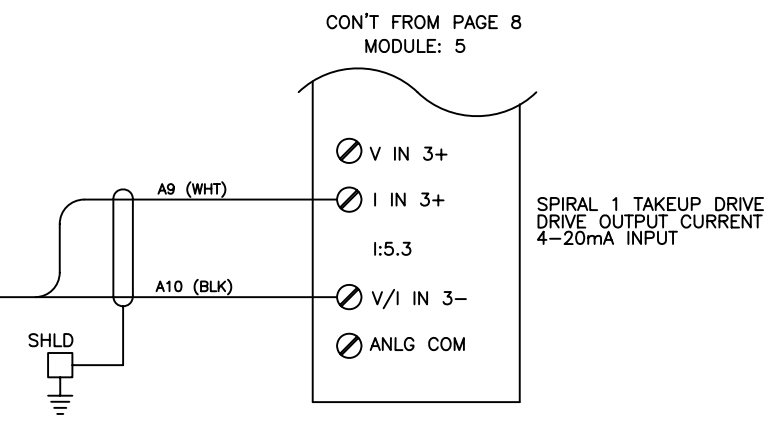 CON'T FROM PAGE 8
MODULE: 5
V IN 3+
A9 (WHT)
I IN 3+
SPIRAL 1 TAKEUP DRIVE
DRIVE OUTPUT CURRENT
4-20mA INPUT
I:5.3
A10 (BLK)
V/I IN 3-
SHLD
ANLG COM